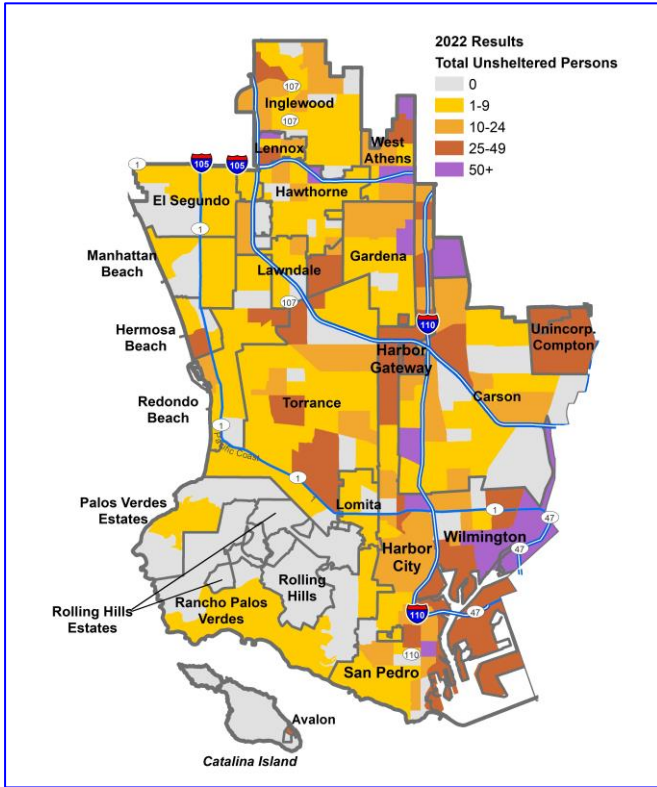 2022 Results
Total Unsheltered Persons
0
1-9
10-24
25-49
50+
107
Inglewood
107
Lennox
West
Athens
1
105
105
Hawthorne
El Segundo
1
Gardena
Manhattan
Beach
Lawndale
107
Hermosa
Beach
110
Unincorp.
Compton
Harbor
Gateway
Carson
Redondo
Beach
Torrance
1
Pacific Coast
1
Palos Verdes
Estates
Lomita
1
47
Harbor
City
Wilmington
47
Rolling
Hills
Rolling Hills
Estates
Rancho Palos
Verdes
110
47
110
San Pedro
Avalon
Catalina Island